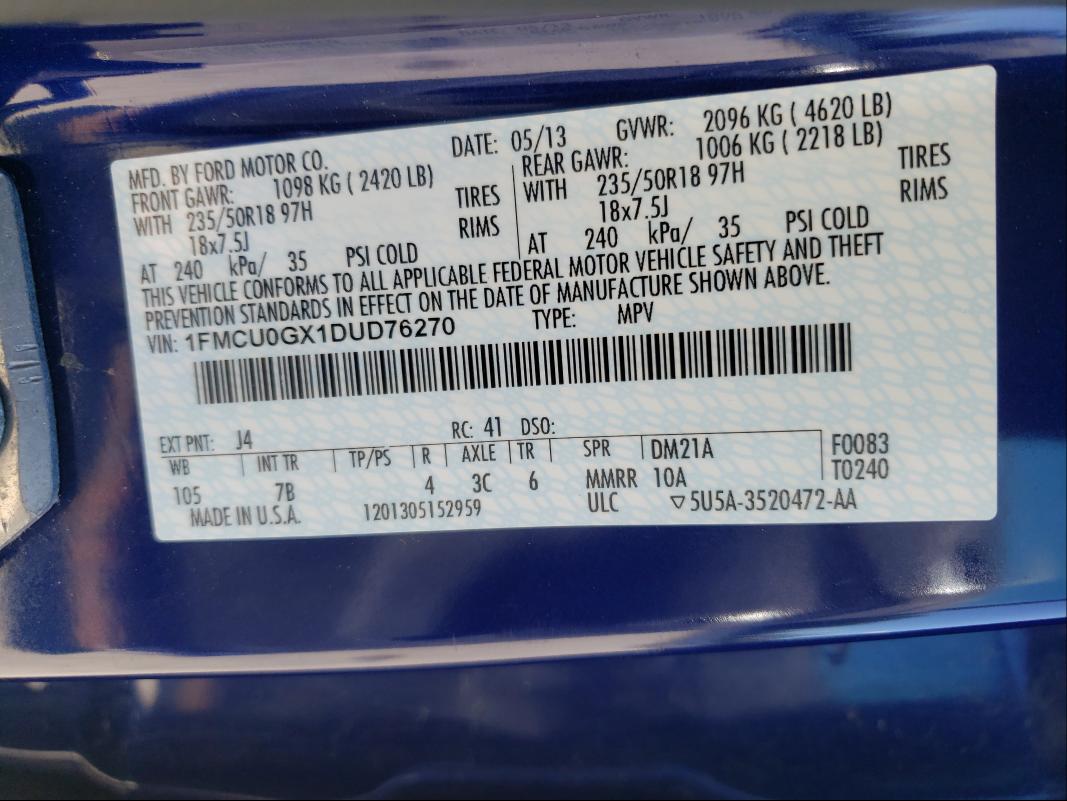 MFD. BY FORD MOTOR CO.
DATE: 05/13 GVWR: 2096 KG ( 4620 LB)
FRONT GAWR: 1098 KG ( 2420 LB)
WITH 235/50R18 97H TIRES
18x7.5J RIMS
AT 240 kPa/ 35 PSI COLD
REAR GAWR: 1006 KG ( 2218 LB)
WITH 235/50R18 97H TIRES
18x7.5J RIMS
AT 240 kPa/ 35 PSI COLD
THIS VEHICLE CONFORMS TO ALL APPLICABLE FEDERAL MOTOR VEHICLE SAFETY AND THEFT
PREVENTION STANDARDS IN EFFECT ON THE DATE OF MANUFACTURE SHOWN ABOVE.
VIN: 1FMCU0GX1DUD76270 TYPE: MPV
EXT PNT: J4 RC: 41 DSO:
WB INT TR TP/PS R AXLE TR SPR DM21A F0083
105 7B 4 3C 6 MMRR 10A T0240
MADE IN U.S.A. 1201305152959 ULC ▽5U5A-3520472-AA